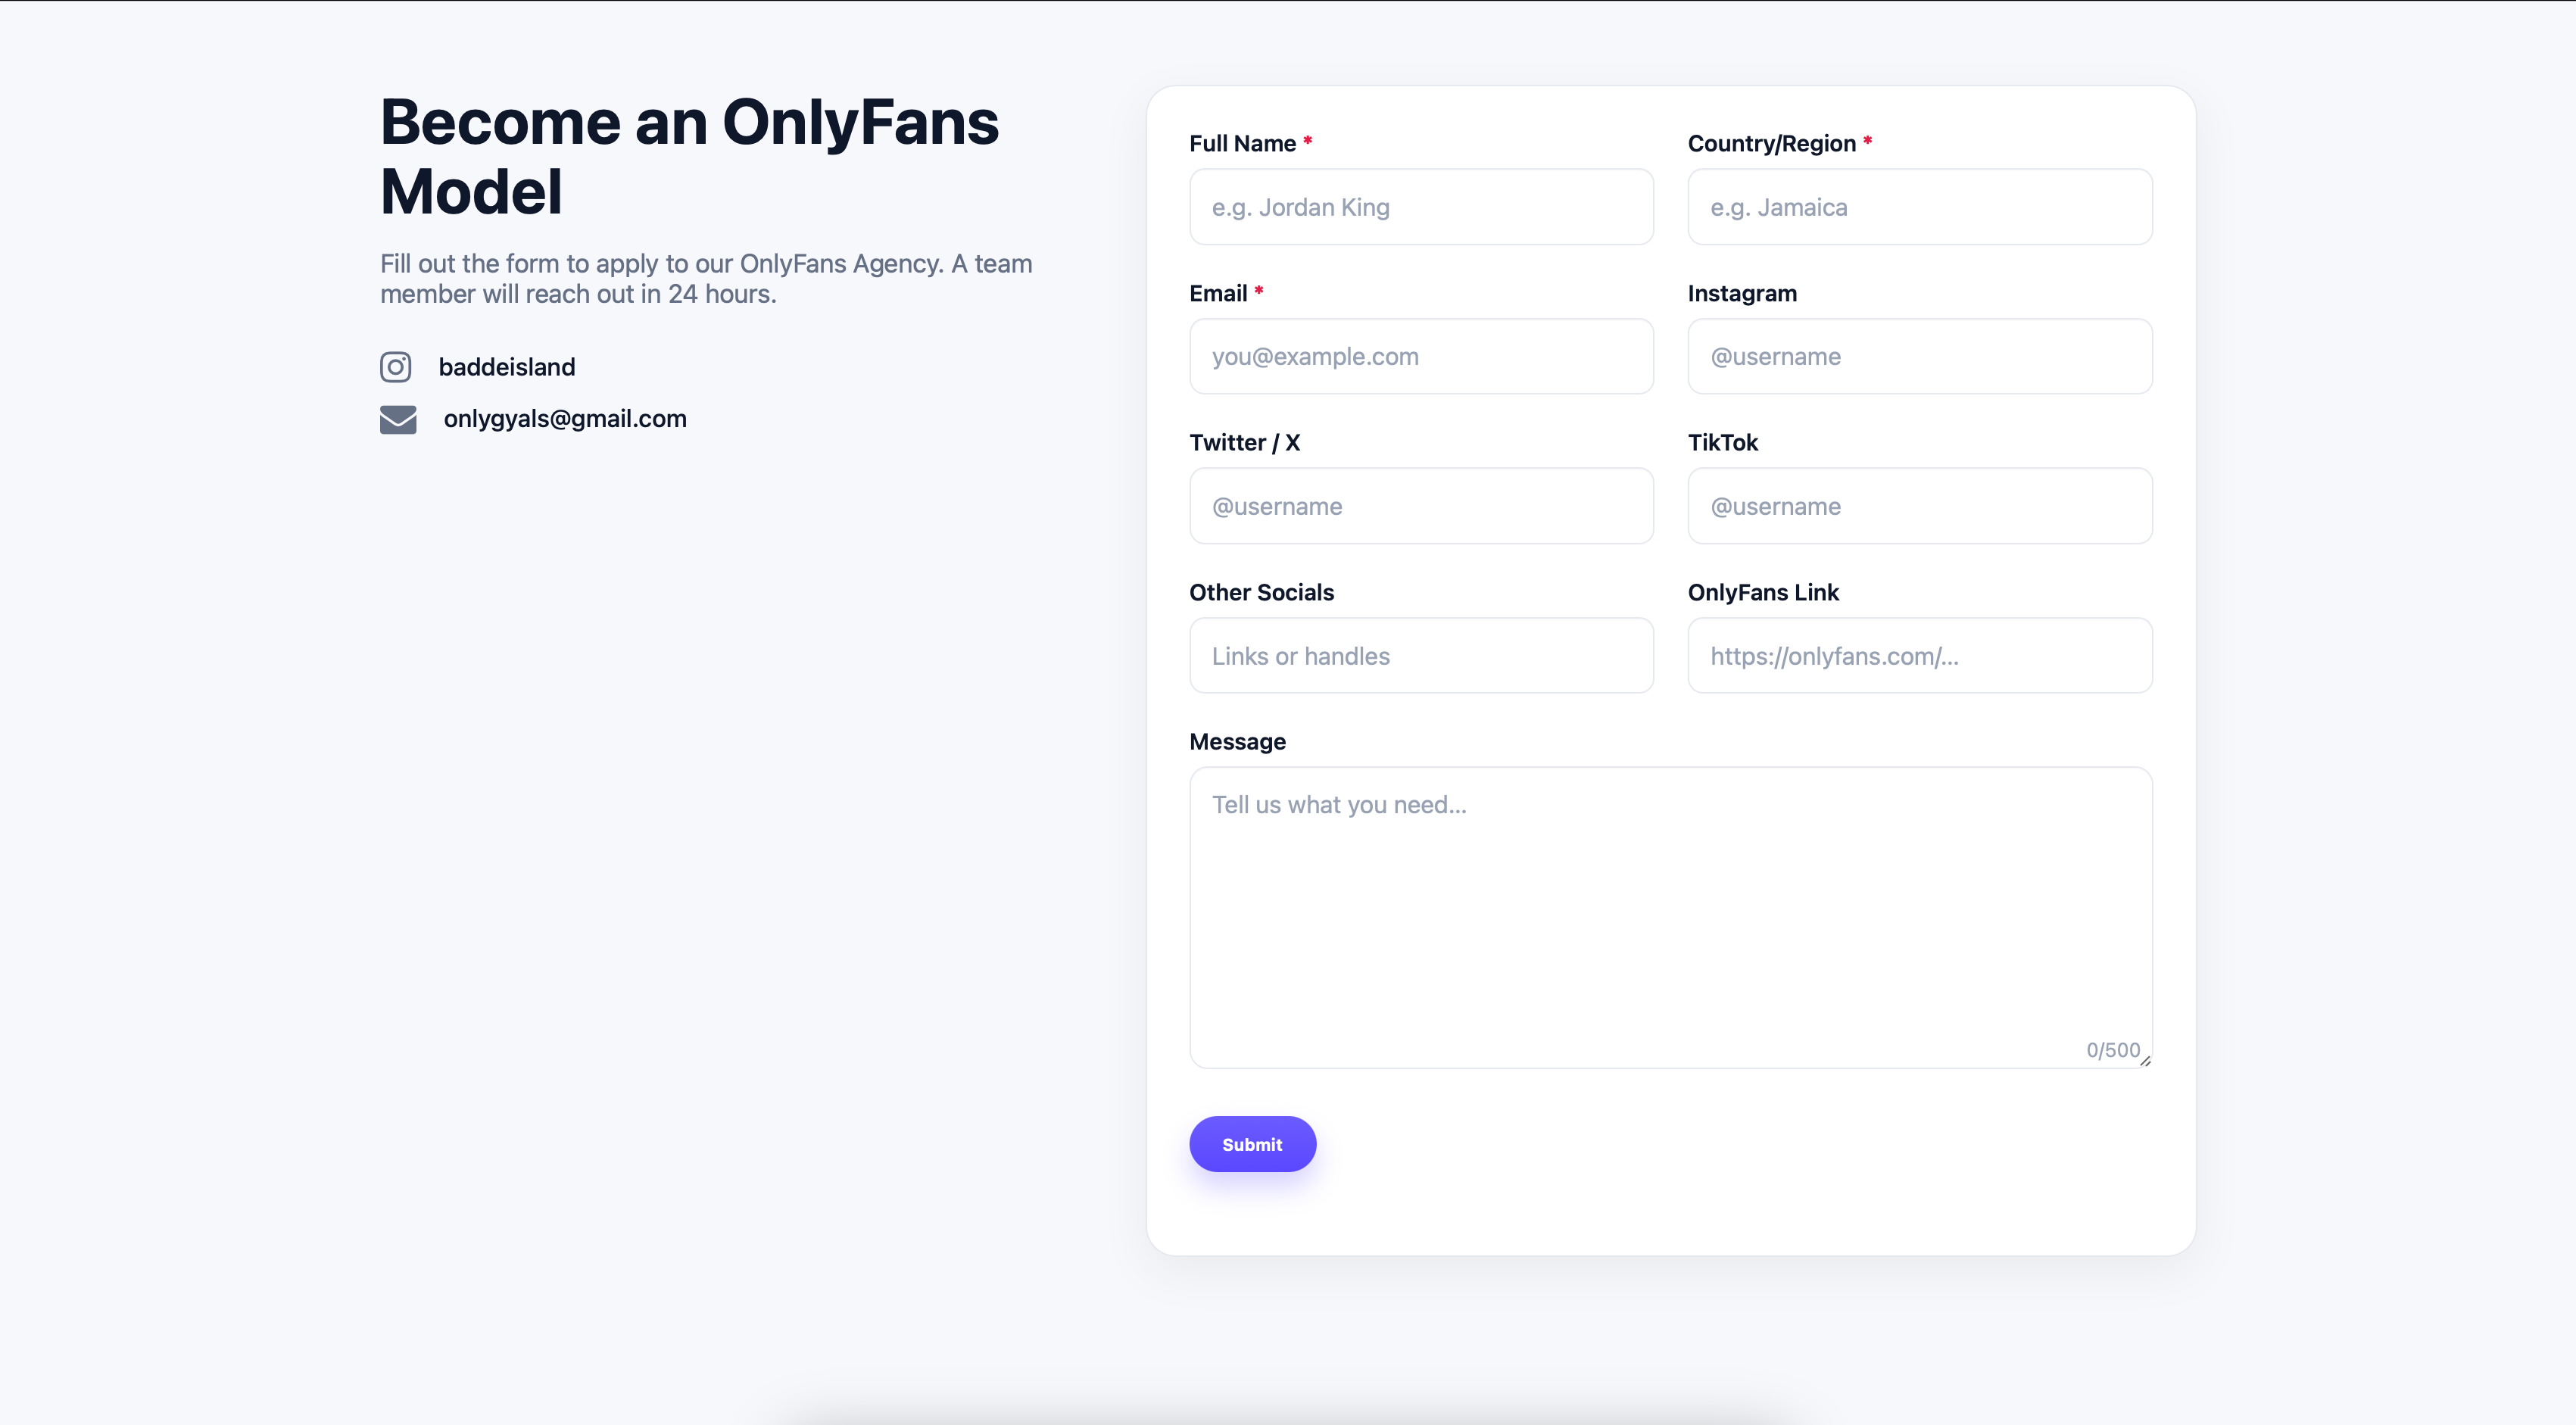 Become an OnlyFans
Model
Fill out the form to apply to our OnlyFans Agency. A team
member will reach out in 24 hours.
baddeisland
onlygyals@gmail.com
Full Name *
e.g. Jordan King
Country/Region *
e.g. Jamaica
Email *
you@example.com
Instagram
@username
Twitter / X
@username
TikTok
@username
Other Socials
Links or handles
OnlyFans Link
https://onlyfans.com/...
Message
Tell us what you need...
0/500
Submit